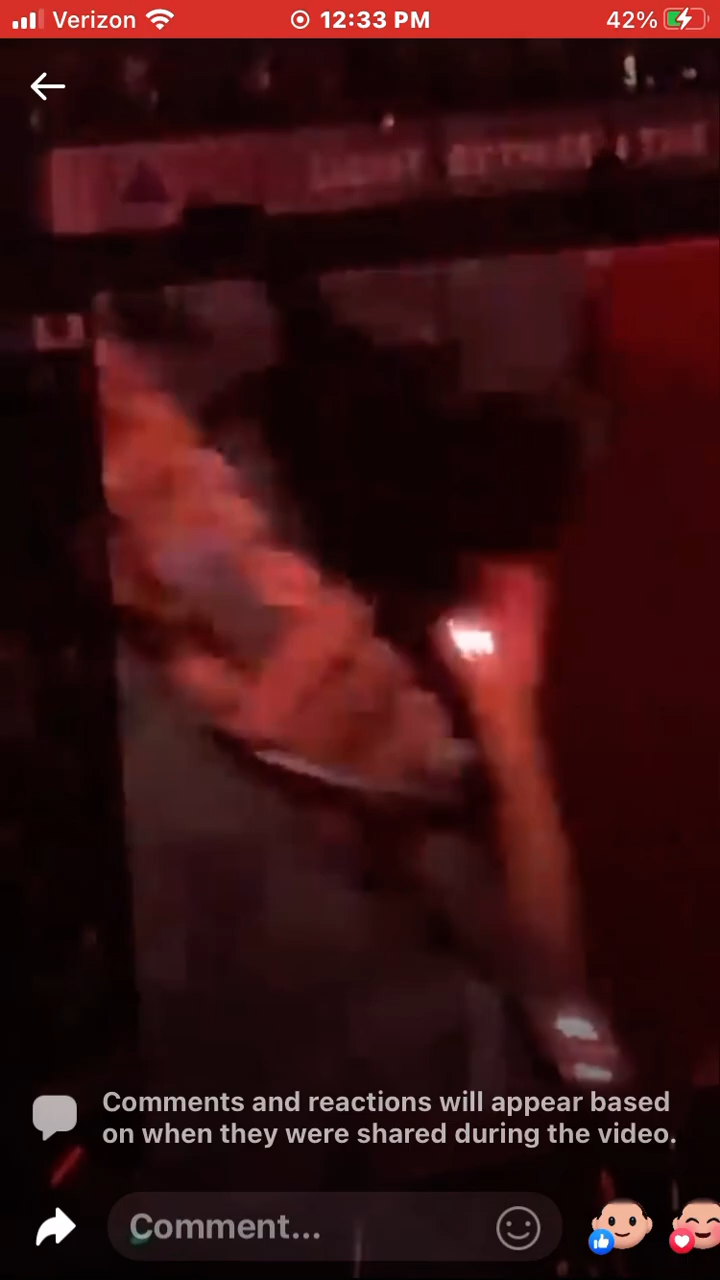 Verizon 12:33 PM 42%
Comments and reactions will appear based
on when they were shared during the video.
Comment...